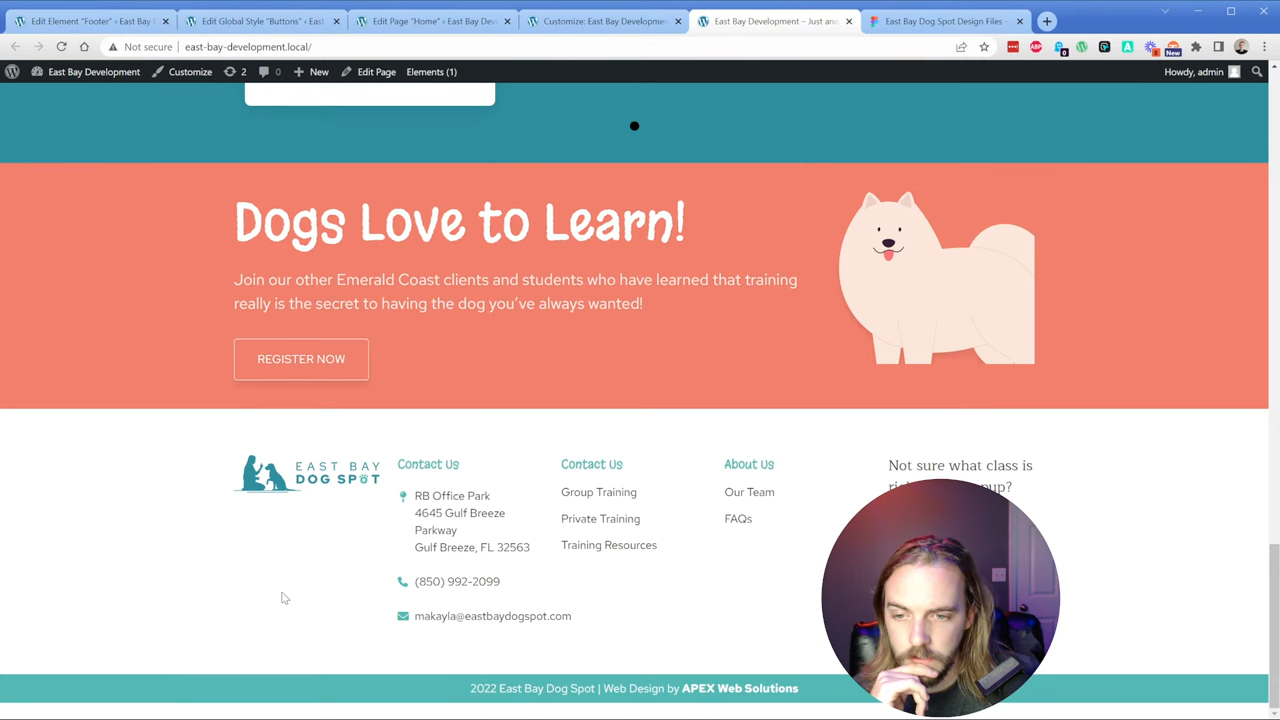 Edit Element “Footer” ‹ East Bay
Edit Global Style “Buttons” ‹ East
Edit Page “Home” ‹ East Bay Dev
Customize: East Bay Developmen
East Bay Development – Just ano
East Bay Dog Spot Design Files –
Not secure
east-bay-development.local/
New
East Bay Development
Customize
2
0
New
Edit Page
Elements (1)
Howdy, admin
Dogs Love to Learn!
Join our other Emerald Coast clients and students who have learned that training
really is the secret to having the dog you’ve always wanted!
REGISTER NOW
EAST BAY
DOG SPOT
Contact Us
RB Office Park
4645 Gulf Breeze
Parkway
Gulf Breeze, FL 32563
(850) 992-2099
makayla@eastbaydogspot.com
Contact Us
Group Training
Private Training
Training Resources
About Us
Our Team
FAQs
Not sure what class is
pup?
2022 East Bay Dog Spot | Web Design by APEX Web Solutions